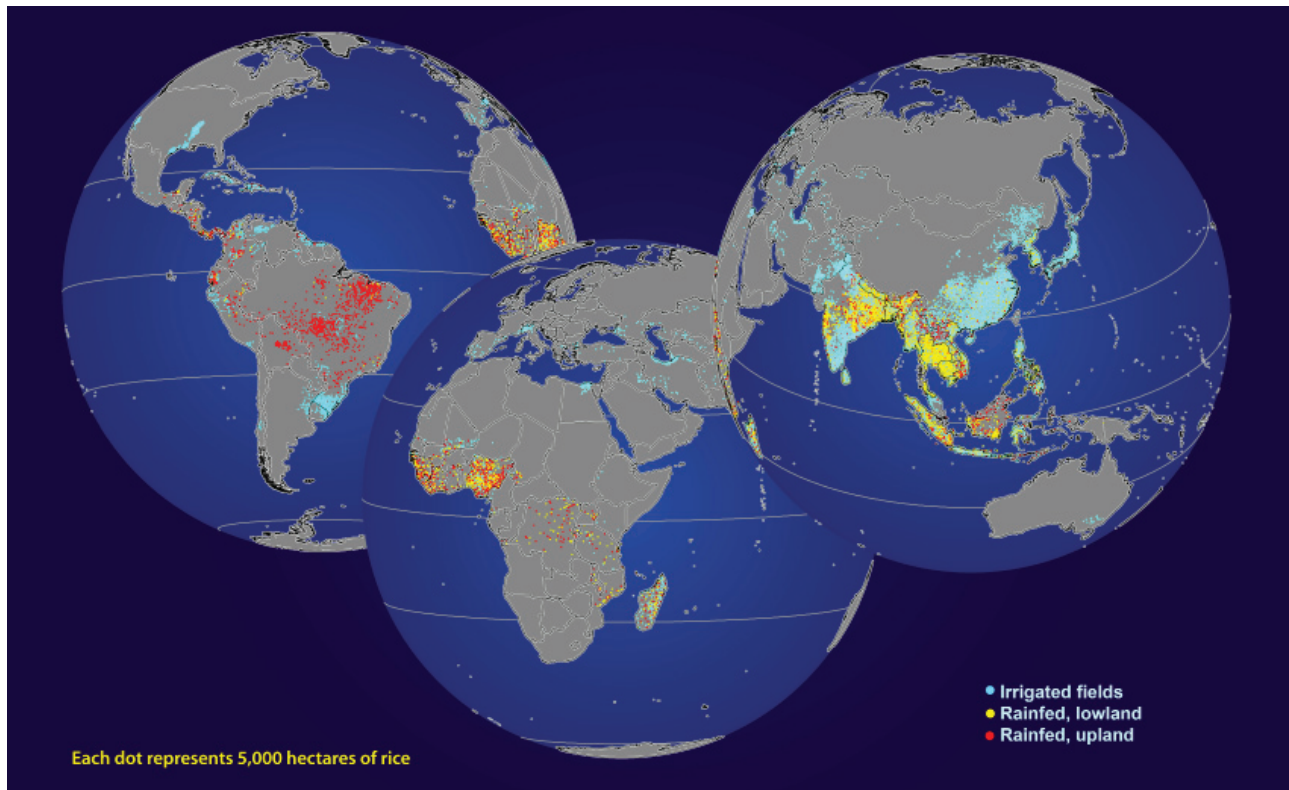 Irrigated fields
Rainfed, lowland
Rainfed, upland
Each dot represents 5,000 hectares of rice